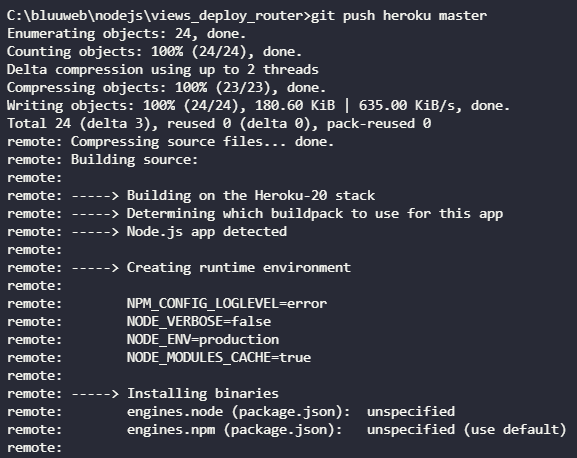 C:\bluuweb\nodejs\views_deploy_router>git push heroku master
Enumerating objects: 24, done.
Counting objects: 100% (24/24), done.
Delta compression using up to 2 threads
Compressing objects: 100% (23/23), done.
Writing objects: 100% (24/24), 180.60 KiB | 635.00 KiB/s, done.
Total 24 (delta 3), reused 0 (delta 0), pack-reused 0
remote: Compressing source files... done.
remote: Building source:
remote:
remote: -----> Building on the Heroku-20 stack
remote: -----> Determining which buildpack to use for this app
remote: -----> Node.js app detected
remote:
remote: -----> Creating runtime environment
remote:
remote:        NPM_CONFIG_LOGLEVEL=error
remote:        NODE_VERBOSE=false
remote:        NODE_ENV=production
remote:        NODE_MODULES_CACHE=true
remote:
remote: -----> Installing binaries
remote:        engines.node (package.json):  unspecified
remote:        engines.npm (package.json):   unspecified (use default)
remote: